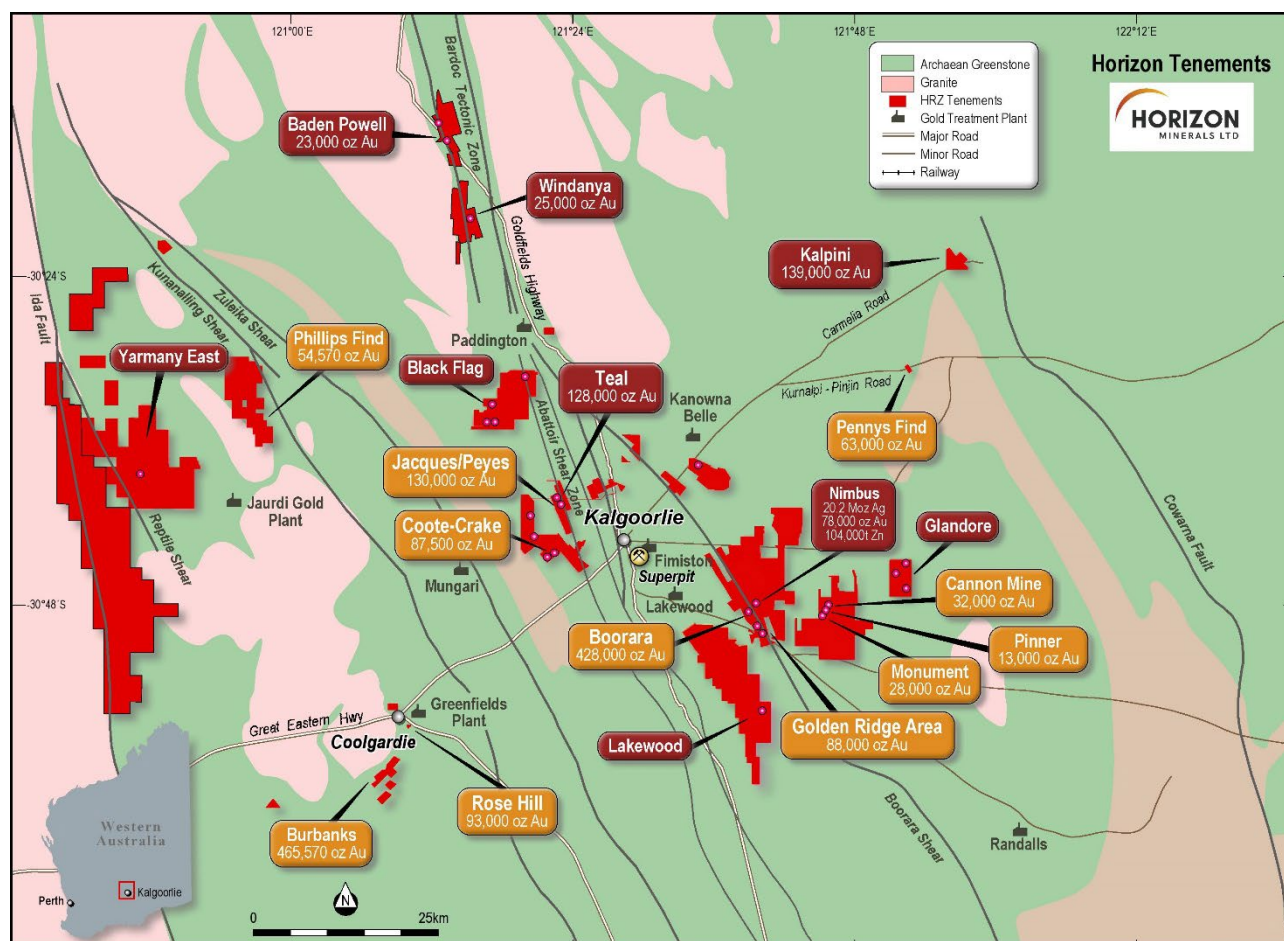 121°00'E
121°24'E
121°48'E
122°12'E
Horizon Tenements
HORIZON
MINERALS LTD
Archaean Greenstone
Granite
HRZ Tenements
Gold Treatment Plant
Major Road
Minor Road
Railway
Bardoc
Tectonic Zone
Baden Powell
23,000 oz Au
Windanya
25,000 oz Au
Goldfields Highway
Kalpini
139,000 oz Au
Carmelia Road
-30°24'S
Ida Fault
Kunanalling Shear
Zuleika Shear
Phillips Find
54,570 oz Au
Yarmany East
Paddington
Black Flag
Teal
128,000 oz Au
Kanowna
Belle
Kurnalpi - Pinjin Road
Pennys Find
63,000 oz Au
Abattoir Shear Zone
Jacques/Peyes
130,000 oz Au
Jaurdi Gold
Plant
Reptile Shear
Coote-Crake
87,500 oz Au
Kalgoorlie
Nimbus
20.2 Moz Ag
78,000 oz Au
104,000t Zn
Glandore
Cowarna Fault
Fimiston
Superpit
Mungari
Lakewood
Cannon Mine
32,000 oz Au
-30°48'S
Boorara
428,000 oz Au
Pinner
13,000 oz Au
Monument
28,000 oz Au
Greenfields
Plant
Great Eastern Hwy
Coolgardie
Lakewood
Golden Ridge Area
88,000 oz Au
Rose Hill
93,000 oz Au
Burbanks
465,570 oz Au
Boorara Shear
Randalls
Western
Australia
Perth
Kalgoorlie
N
0
25km